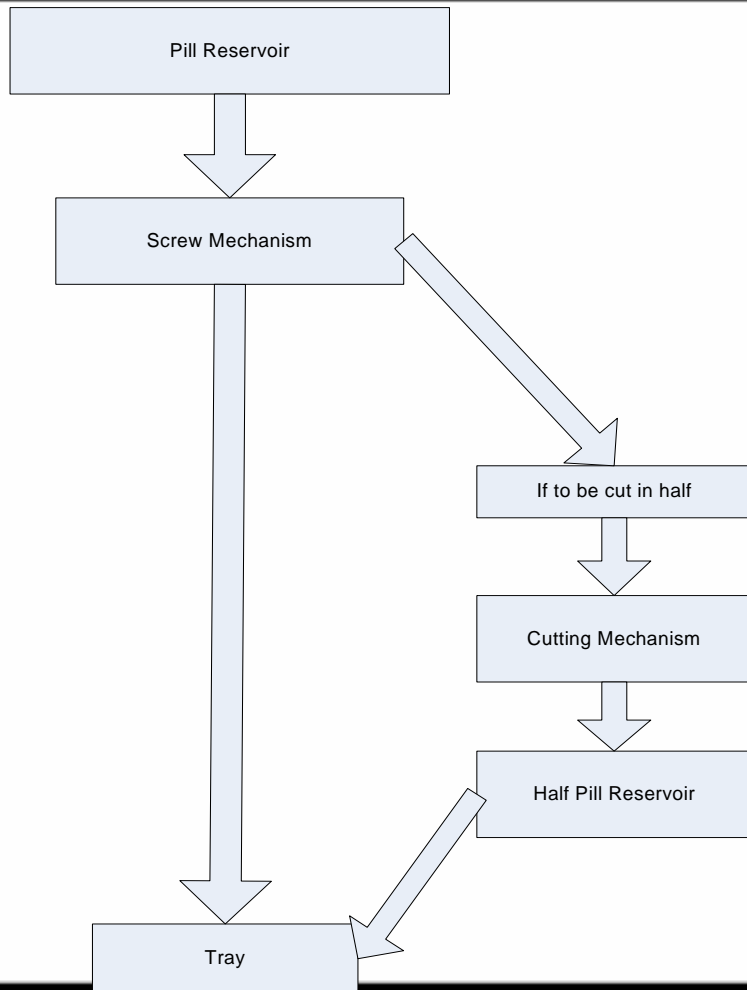 Pill Reservoir
Screw Mechanism
If to be cut in half
Cutting Mechanism
Half Pill Reservoir
Tray